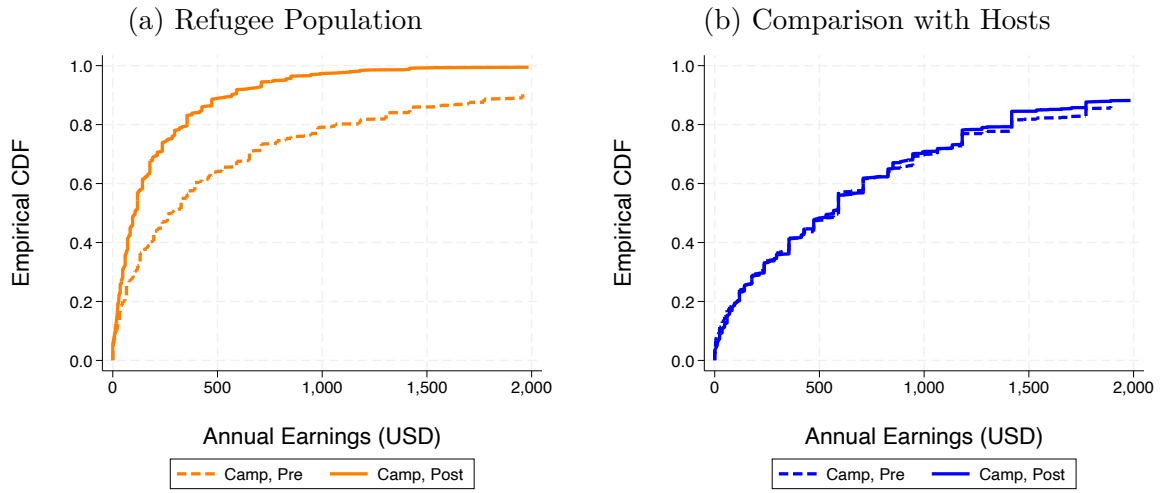 (a) Refugee Population
1.0
0.8
0.6
0.4
0.2
0.0
Empirical CDF
0
500
1,000
1,500
2,000
Annual Earnings (USD)
Camp, Pre
Camp, Post
(b) Comparison with Hosts
1.0
0.8
0.6
0.4
0.2
0.0
Empirical CDF
0
500
1,000
1,500
2,000
Annual Earnings (USD)
Camp, Pre
Camp, Post